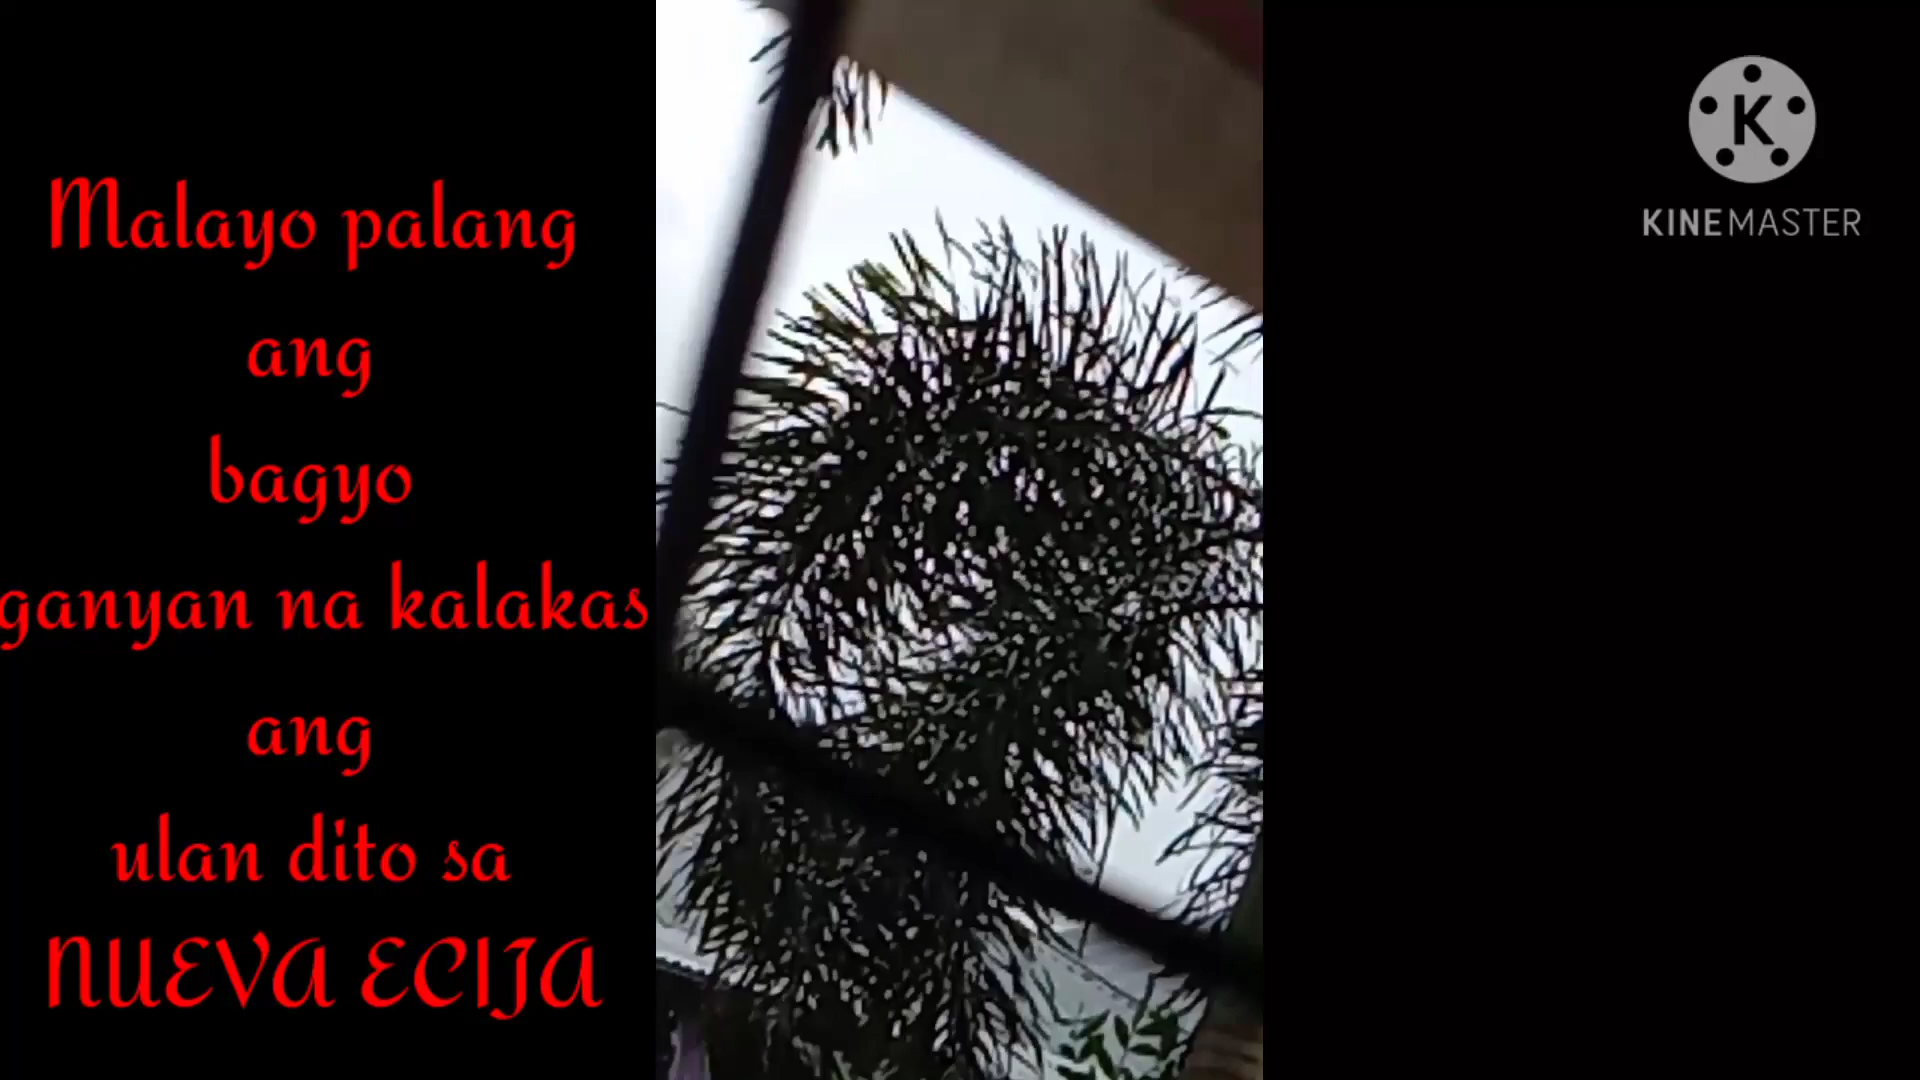 Malayo palang
ang
bagyo
ganyan na kalakas
ang
ulan dito sa
NUEVA ECIJA
K
KINEMASTER